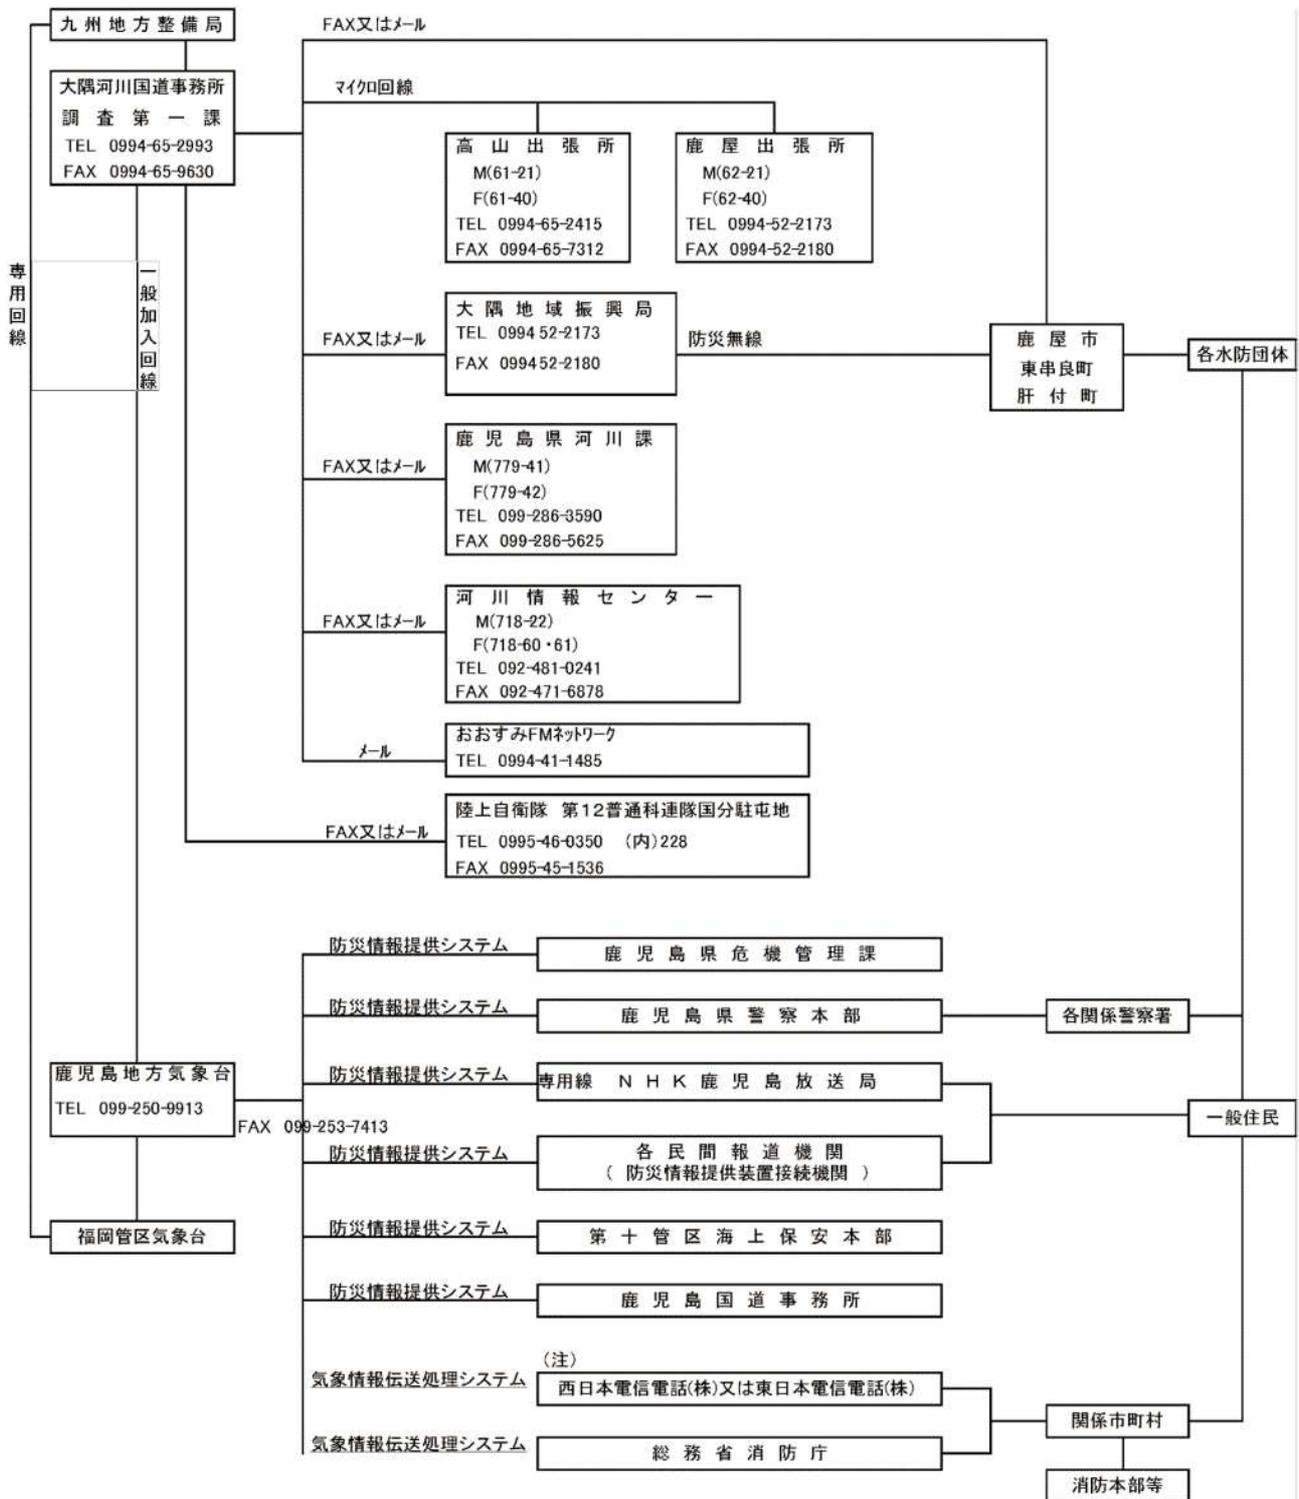 九州地方整備局
大隅河川国道事務所
調査第一課
TEL 0994-65-2993
FAX 0994-65-9630
専用回線
一般加入回線
FAX又はメール
マイクロ回線
高山出張所
M(61-21)
F(61-40)
TEL 0994-65-2415
FAX 0994-65-7312
鹿屋出張所
M(62-21)
F(62-40)
TEL 0994-52-2173
FAX 0994-52-2180
FAX又はメール
大隅地域振興局
TEL 0994 52-2173
FAX 0994 52-2180
防災無線
鹿屋市
東串良町
肝付町
各水防団体
FAX又はメール
鹿児島県河川課
M(779-41)
F(779-42)
TEL 099-286-3590
FAX 099-286-5625
FAX又はメール
河川情報センター
M(718-22)
F(718-60・61)
TEL 092-481-0241
FAX 092-471-6878
メール
おおすみFMネットワーク
TEL 0994-41-1485
FAX又はメール
陸上自衛隊 第12普通科連隊国分駐屯地
TEL 0995-46-0350 (内)228
FAX 0995-45-1536
防災情報提供システム
鹿児島県危機管理課
防災情報提供システム
鹿児島県警察本部
各関係警察署
鹿児島地方気象台
TEL 099-250-9913
FAX 099-253-7413
防災情報提供システム
専用線 NHK鹿児島放送局
一般住民
防災情報提供システム
各民間報道機関
(防災情報提供装置接続機関)
福岡管区気象台
防災情報提供システム
第十管区海上保安本部
防災情報提供システム
鹿児島国道事務所
(注)
気象情報伝送処理システム
西日本電信電話(株)又は東日本電信電話(株)
関係市町村
気象情報伝送処理システム
総務省消防庁
消防本部等